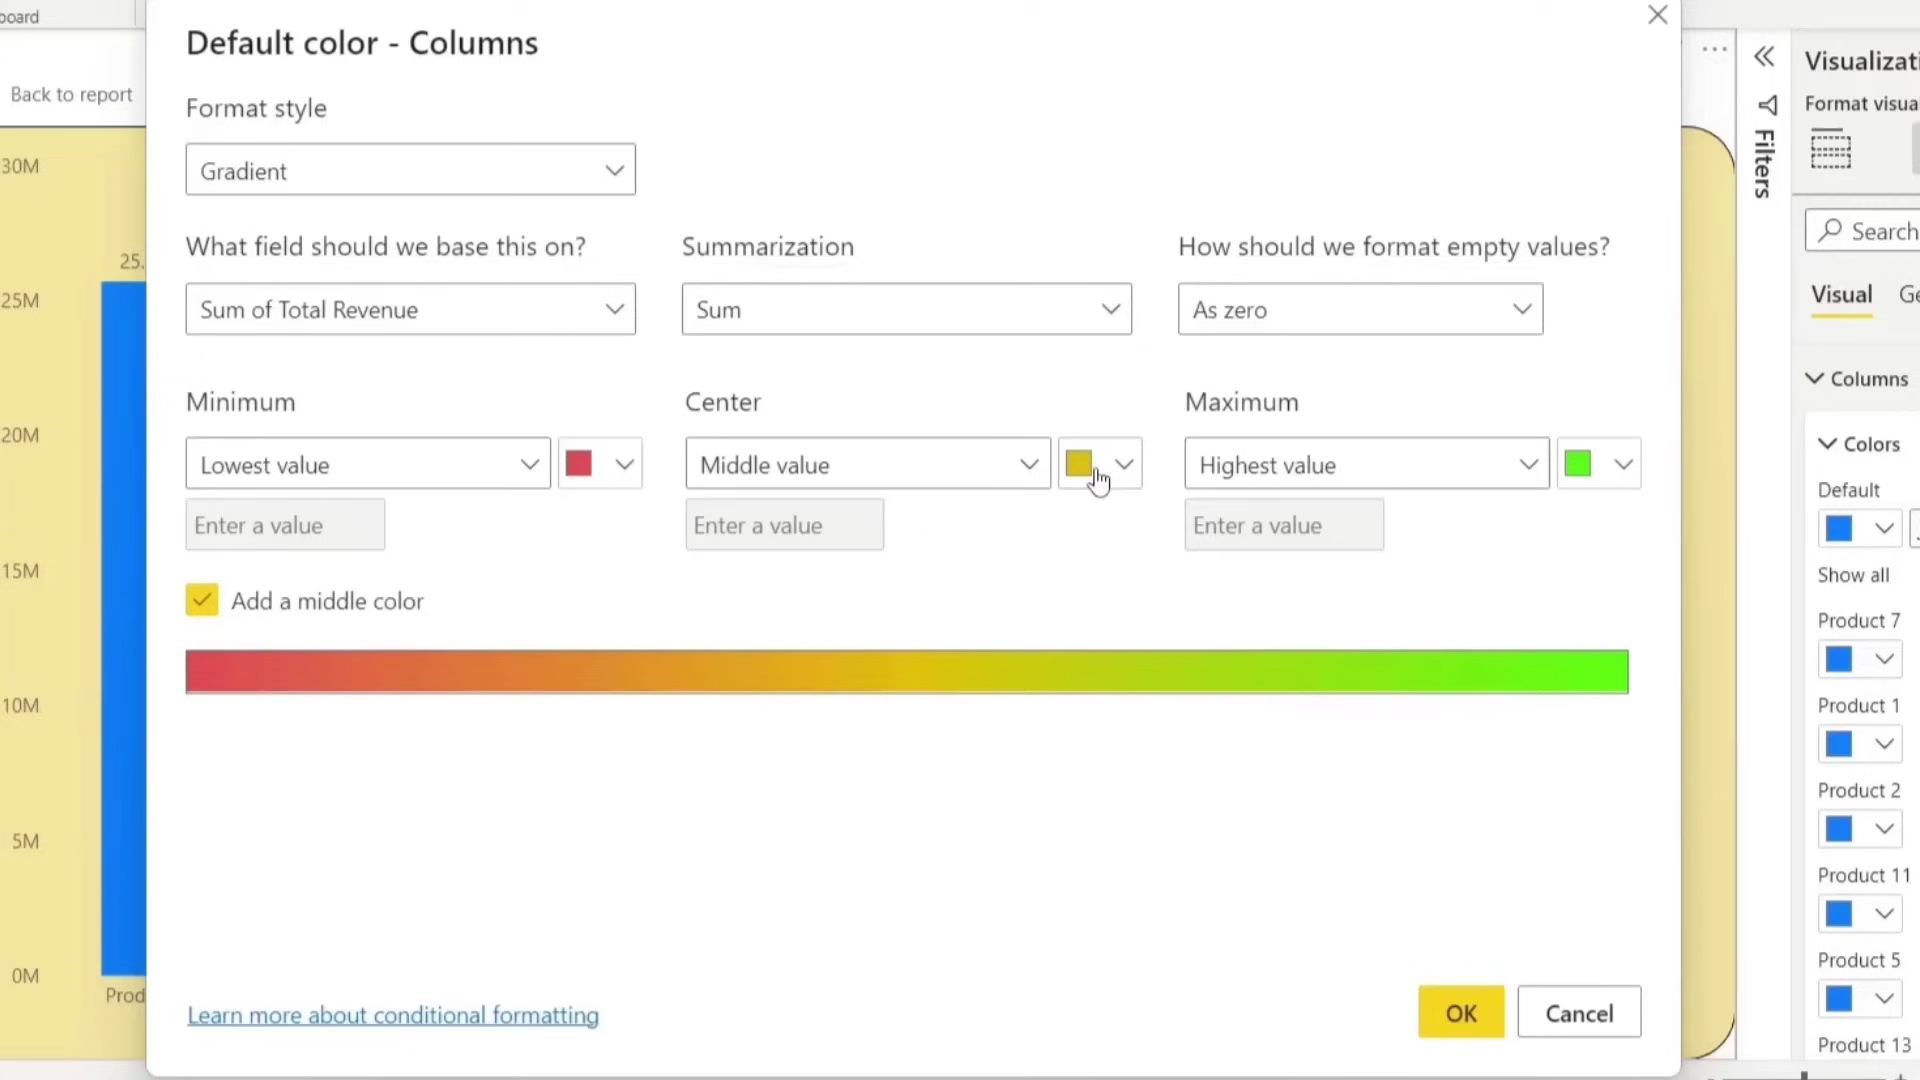 board
Back to report
30M
25.
25M
20M
15M
10M
5M
0M
Prod
Default color - Columns
Format style
Gradient
What field should we base this on?
Summarization
How should we format empty values?
Sum of Total Revenue
Sum
As zero
Minimum
Center
Maximum
Lowest value
Middle value
Highest value
Enter a value
Enter a value
Enter a value
Add a middle color
Learn more about conditional formatting
OK
Cancel
Filters
Visualizati
Format visua
Search
Visual
Ge
Columns
Colors
Default
Show all
Product 7
Product 1
Product 2
Product 11
Product 5
Product 13